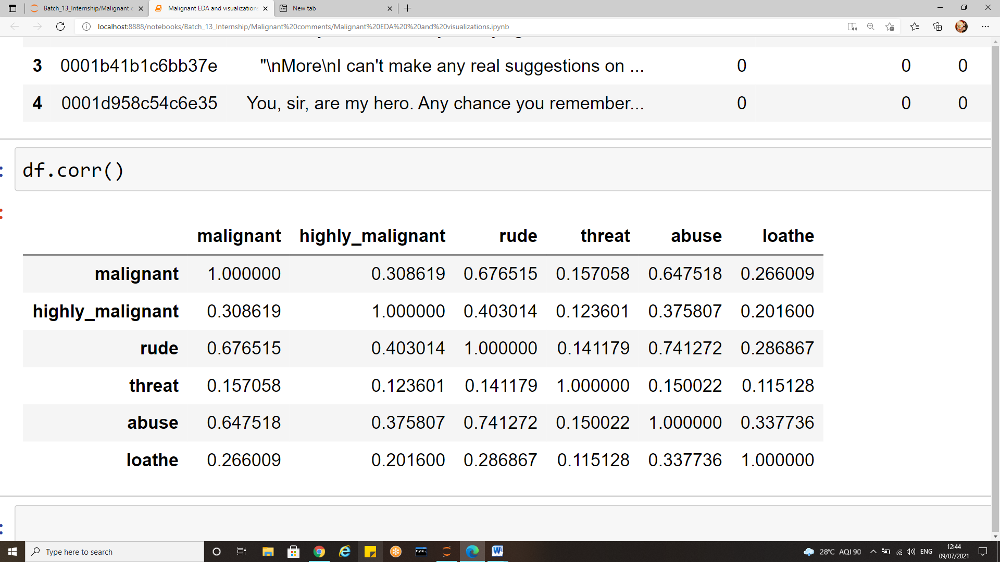 Batch_13_Internship/Malignant c
Malignant EDA and visualization
New tab
localhost:8888/notebooks/Batch_13_Internship/Malignant%20comments/Malignant%20EDA%20%20and%20visualizations.ipynb
3 0001b41b1c6bb37e "\nMore\nI can't make any real suggestions on ... 0 0 0
4 0001d958c54c6e35 You, sir, are my hero. Any chance you remember... 0 0 0
df.corr()
malignant highly_malignant rude threat abuse loathe
malignant 1.000000 0.308619 0.676515 0.157058 0.647518 0.266009
highly_malignant 0.308619 1.000000 0.403014 0.123601 0.375807 0.201600
rude 0.676515 0.403014 1.000000 0.141179 0.741272 0.286867
threat 0.157058 0.123601 0.141179 1.000000 0.150022 0.115128
abuse 0.647518 0.375807 0.741272 0.150022 1.000000 0.337736
loathe 0.266009 0.201600 0.286867 0.115128 0.337736 1.000000
Type here to search
28°C AQI 90
ENG
12:44
09/07/2021